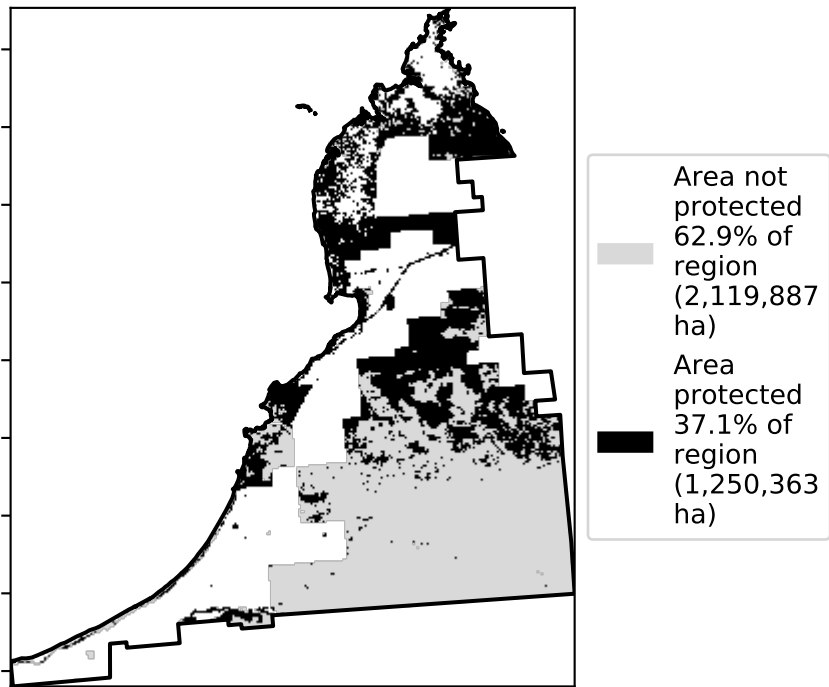 Area not
protected
62.9% of
region
(2,119,887
ha)
Area
protected
37.1% of
region
(1,250,363
ha)